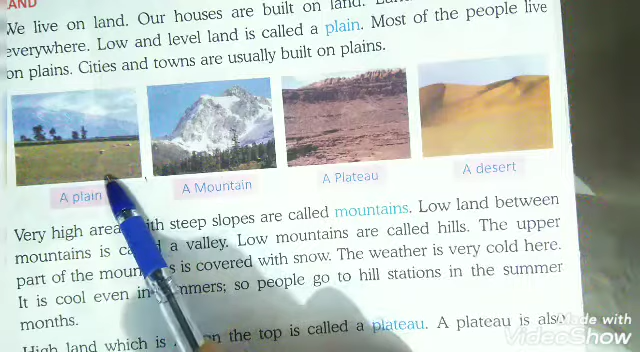 AND
We live on land. Our houses are built on land.
everywhere. Low and level land is called a plain. Most of the people live
on plains. Cities and towns are usually built on plains.
A plain
A Mountain
A Plateau
A desert
Very high area with steep slopes are called mountains. Low land between
mountains is a valley. Low mountains are called hills. The upper
part of the is covered with snow. The weather is very cold here.
It is cool even in so people go to hill stations in the summer
months.
High land which is on the top is called a plateau. A plateau is also
Made with
VideoShow